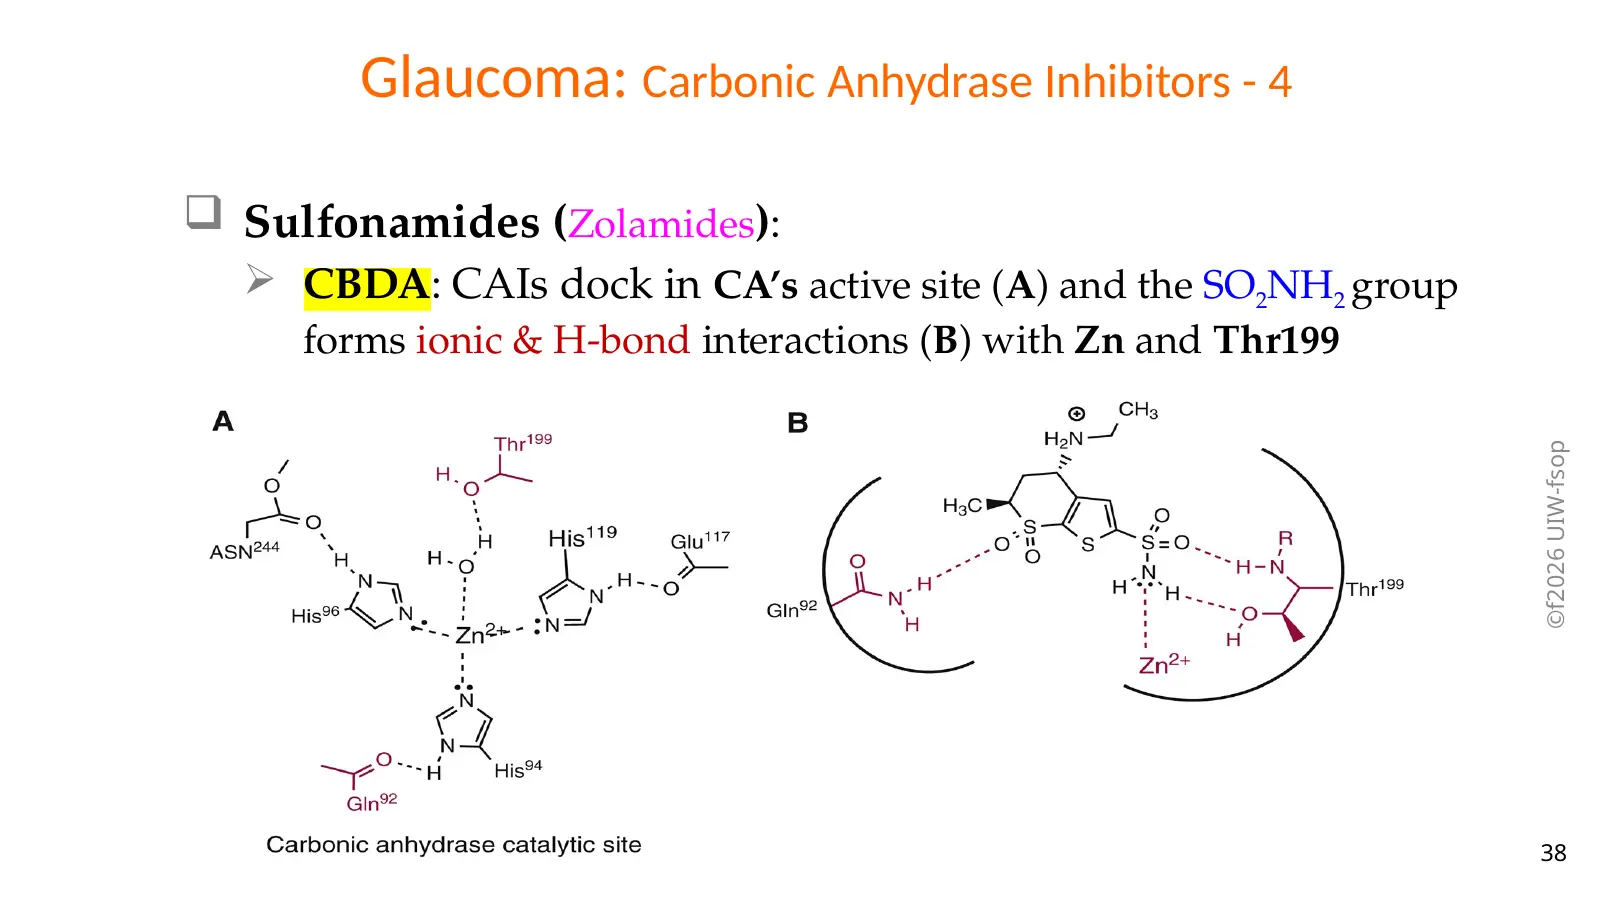 Glaucoma: Carbonic Anhydrase Inhibitors - 4
Sulfonamides (Zolamides):
CBDA: CAIs dock in CA’s active site (A) and the SO₂NH₂ group
forms ionic & H-bond interactions (B) with Zn and Thr199
A
Thr¹⁹⁹
H
O
O
O
H
H
O
ASN²⁴⁴
H
N
His⁹⁶
N
Zn²⁺
His¹¹⁹
N
N
H
Glu¹¹⁷
O
N
N
H
His⁹⁴
O
Gln⁹²
Carbonic anhydrase catalytic site
B
CH₃
H₂N
H₃C
S
O
O
S
S
O
O
N
H
H
O
N
H
H
Gln⁹²
R
H
N
Thr¹⁹⁹
O
H
Zn²⁺
©f2026 UIW-fsop
38